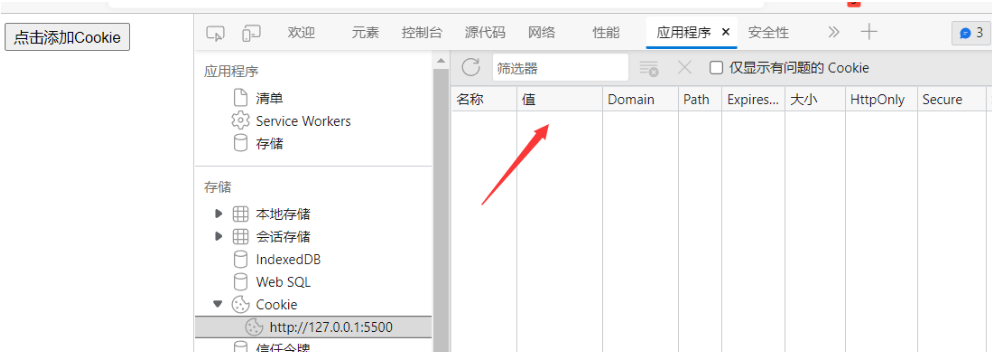 点击添加Cookie
欢迎 元素 控制台 源代码 网络 性能 应用程序 × 安全性 3
应用程序
清单
Service Workers
存储
筛选器 仅显示有问题的 Cookie
名称 值 Domain Path Expires... 大小 HttpOnly Secure
存储
本地存储
会话存储
IndexedDB
Web SQL
Cookie
http://127.0.0.1:5500
信任令牌